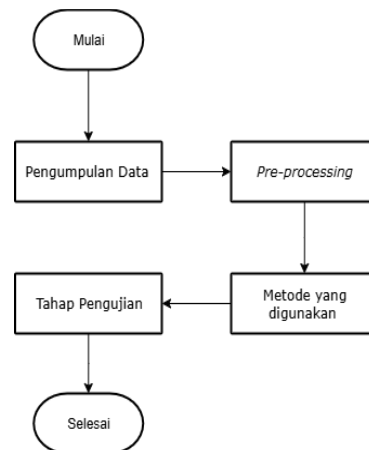 Mulai
Pengumpulan Data
Pre-processing
Metode yang
digunakan
Tahap Pengujian
Selesai